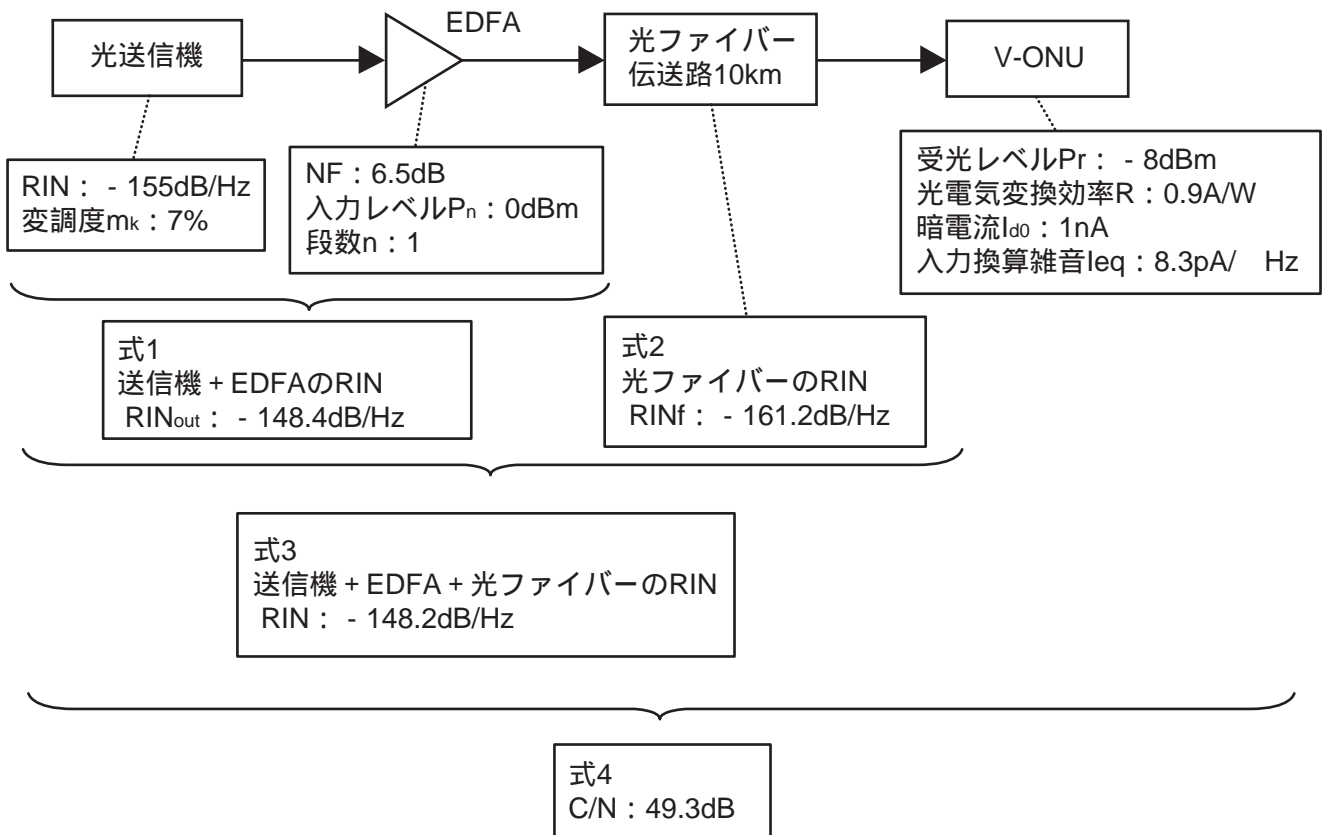 光送信機
EDFA
光ファイバー
伝送路10km
V-ONU
RIN： - 155dB/Hz
変調度mk：7%
NF：6.5dB
入力レベルPn：0dBm
段数n：1
受光レベルPr： - 8dBm
光電気変換効率R：0.9A/W
暗電流Id0：1nA
入力換算雑音Ieq：8.3pA/ Hz
式1
送信機 + EDFAのRIN
RINout： - 148.4dB/Hz
式2
光ファイバーのRIN
RINf： - 161.2dB/Hz
式3
送信機 + EDFA + 光ファイバーのRIN
RIN： - 148.2dB/Hz
式4
C/N：49.3dB